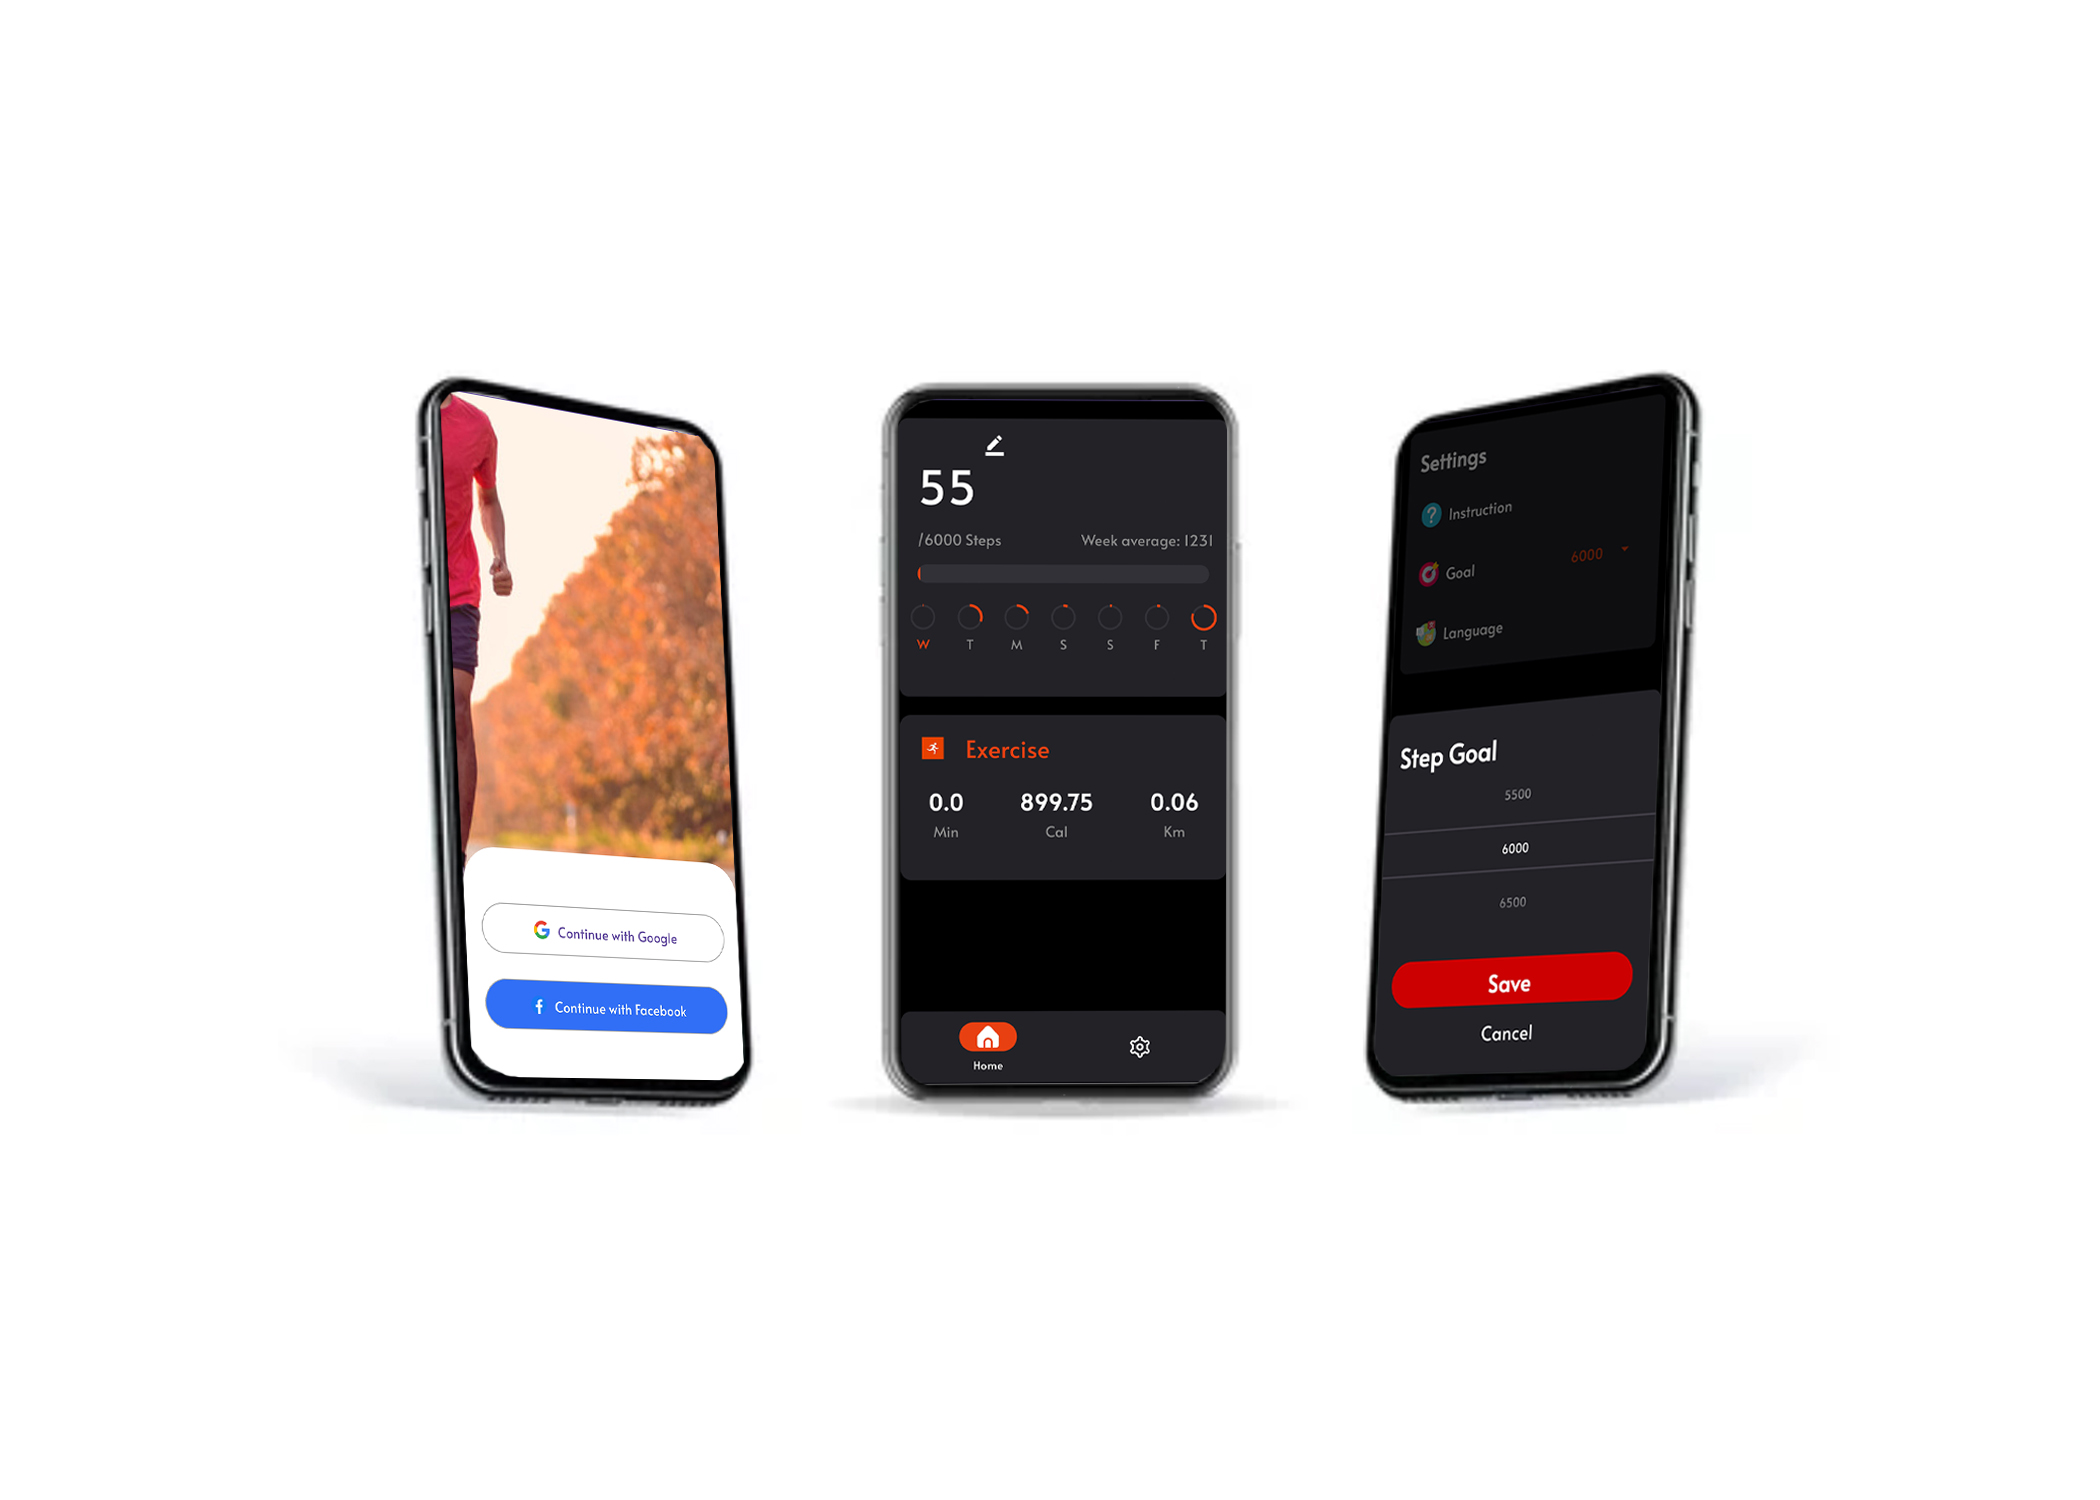 Continue with Google
Continue with Facebook
55
/6000 Steps
Week average: 1231
W T M S S F T
Exercise
0.0 899.75 0.06
Min Cal Km
Home
Settings
Instruction
Goal 6000
Language
Step Goal
5500
6000
6500
Save
Cancel